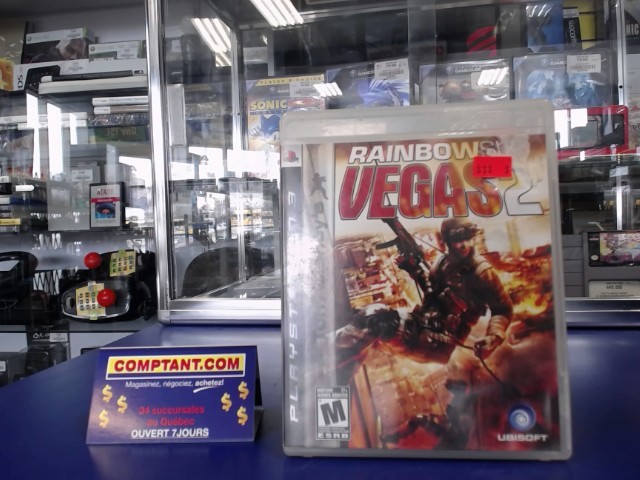 SONIC
RAINBOW SIX
VEGAS 2
PLAYSTATION 3
M
ESRB
UBISOFT
COMPTANT.COM
Magasinez, négociez, achetez!
34 succursales
au Québec
OUVERT 7JOURS